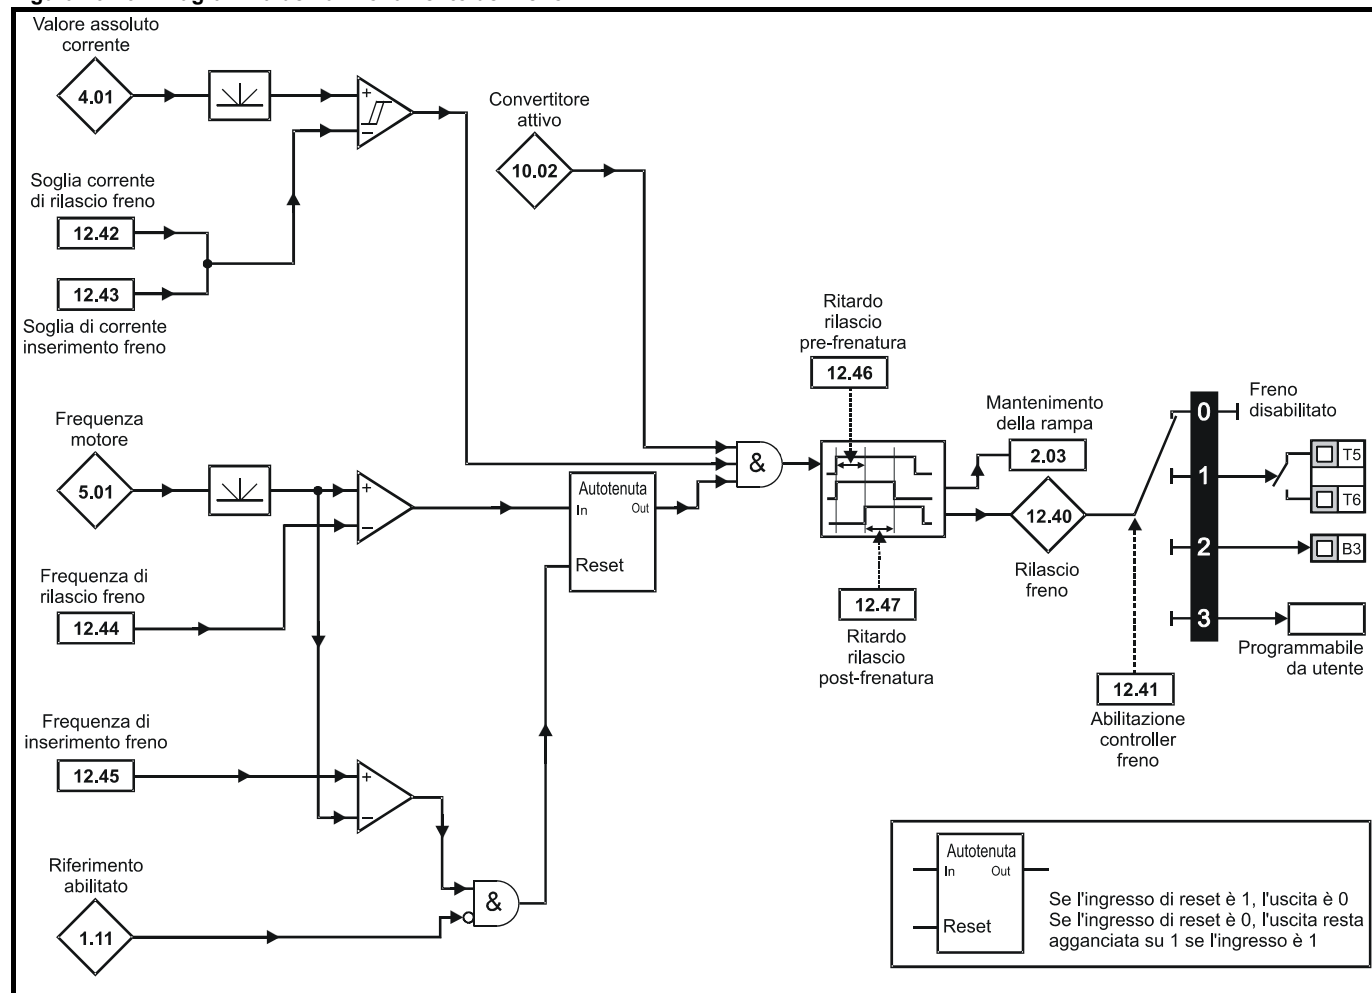 Valore assoluto
corrente
4.01
+
−
Convertitore
attivo
10.02
Soglia corrente
di rilascio freno
12.42
12.43
Soglia di corrente
inserimento freno
Ritardo
rilascio
pre-frenatura
12.46
Mantenimento
della rampa
2.03
0
Freno
disabilitato
1
T5
T6
2
B3
3
Programmabile
da utente
Frequenza
motore
5.01
+
−
Autotenuta
In Out
Reset
&
12.40
Rilascio
freno
12.47
Ritardo
rilascio
post-frenatura
12.41
Abilitazione
controller
freno
Frequenza di
rilascio freno
12.44
Frequenza di
inserimento freno
12.45
+
−
Riferimento
abilitato
1.11
&
Autotenuta
In Out
Reset
Se l'ingresso di reset è 1, l'uscita è 0
Se l'ingresso di reset è 0, l'uscita resta
agganciata su 1 se l'ingresso è 1